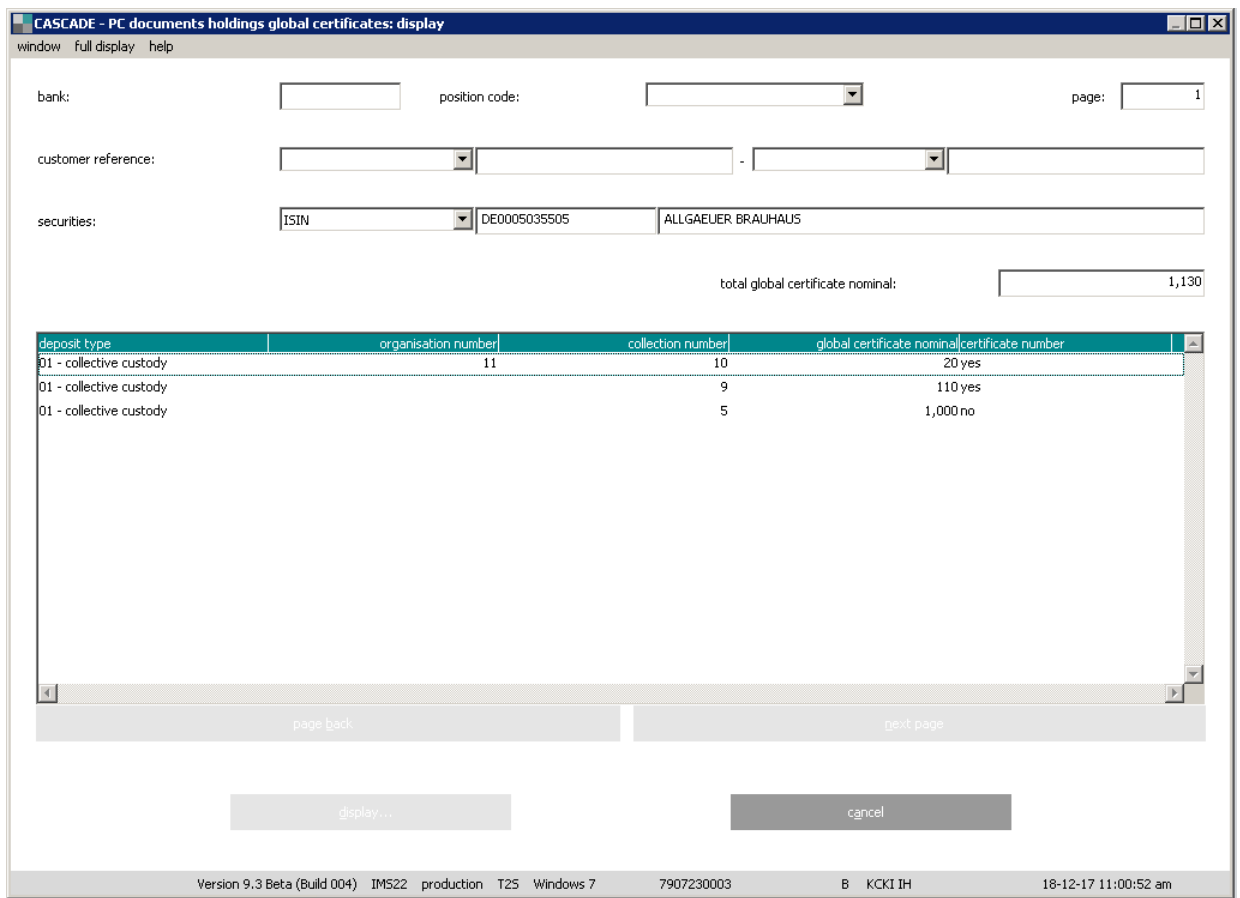 CASCADE - PC documents holdings global certificates: display
window full display help
bank: position code: page: 1
customer reference: -
securities: ISIN DE0005035505 ALLGAEUER BRAUHAUS
total global certificate nominal: 1,130
deposit type organisation number collection number global certificate nominal certificate number
01 - collective custody 11 10 20 yes
01 - collective custody 9 110 yes
01 - collective custody 5 1,000 no
page back next page
display... cancel
Version 9.3 Beta (Build 004) IMS22 production T2S Windows 7 7907230003 B KCKI IH 18-12-17 11:00:52 am